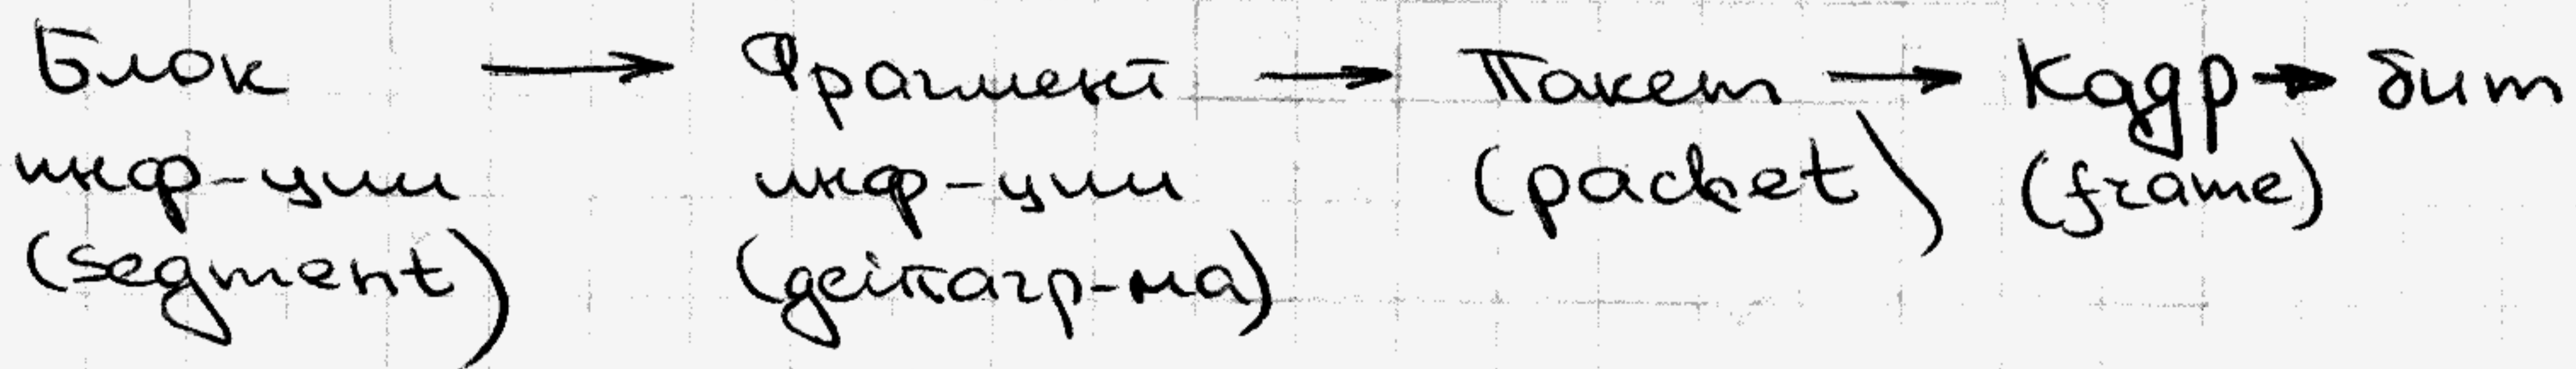 Блок → Фрагмент → Пакет → Кадр → бит
инф-ции инф-ции (packet) (frame)
(segment) (дейтагр-ма)